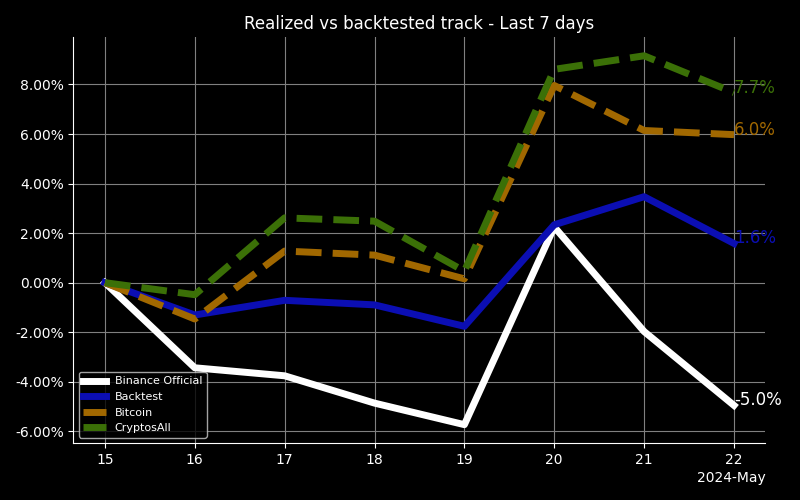 Realized vs backtested track - Last 7 days
8.00%
6.00%
4.00%
2.00%
0.00%
-2.00%
-4.00%
-6.00%
7.7%
6.0%
1.6%
-5.0%
Binance Official
Backtest
Bitcoin
CryptosAll
15 16 17 18 19 20 21 22
2024-May